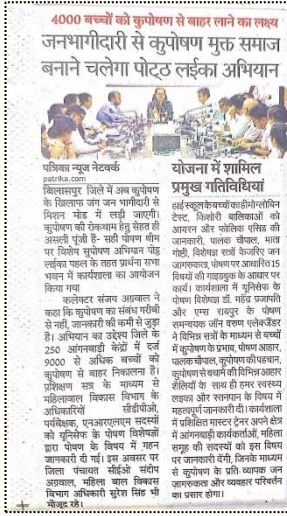 4000 बच्चों को कुपोषण से बाहर लाने का लक्ष्य
जनभागीदारी से कुपोषण मुक्त समाज
बनाने चलेगा पोट्ठ लईका अभियान
पत्रिका न्यूज नेटवर्क
patrika.com
बिलासपुर जिले में अब कुपोषण
के खिलाफ जंग जन भागीदारी से
मिशन मोड में लड़ी जाएगी।
कुपोषण की रोकथाम हेतु सेहत ही
असली पूंजी है- सही पोषण थीम
पर विशेष सुपोषण अभियान पोट्ठ
लईका पहल के तहत प्रार्थना सभा
भवन में कार्यशाला का आयोजन
किया गया
कलेक्टर संजय अग्रवाल ने
कहा कि कुपोषण का संबंध गरीबी
से नहीं, जानकारी की कमी से जुड़ा
है। अभियान का उद्देश्य जिले के
250 आंगनबाड़ी केंद्रों में दर्ज
9000 से अधिक बच्चों को
कुपोषण से बाहर निकालना है।
प्रशिक्षण सत्र के माध्यम से
महिलावाल विकास विभाग के
अधिकारियों सीडीपीओ,
पर्यवेक्षक, एनआरएलएम सदस्यों
को यूनिसेफ के पोषण विशेषज्ञों
द्वारा पोषण के विषय में गहन
जानकारी दी गई। इस अवसर पर
जिला पंचायत सीईओ संदीप
अग्रवाल, महिला बाल विकास
विभाग अधिकारी सुरेश सिंह भी
मौजूद रहे।
योजना में शामिल
प्रमुख गतिविधियां
हाई स्कूल के बच्चों का हीमोग्लोबिन
टेस्ट, किशोरी बालिकाओं को
आयरन और फोलिक एसिड की
जानकारी, पालक चौपाल, माता
गोष्ठी, विशेषज्ञ सत्रों के जरिए जन
जागरुकता, पोषण पर आधारित 15
विषयों की गाइडबुक के आधार पर
कार्य। कार्यशाला में यूनिसेफ के
पोषण विशेषज्ञ डॉ. महेंद्र प्रजापति
और एम्स रायपुर के पोषण
समन्वयक जॉन वरुण एलेक्जेंडर
ने विभिन्न सत्रों के माध्यम से बच्चों
में कुपोषण के प्रभाव, पोषण आहार,
पालक चौपाल, कुपोषण की पहचान,
कुपोषण से बचाने की विभिन्न आहार
शैलियों के साथ ही हमर स्वस्थ्य
लइका और स्तनपान के विषय में
महत्वपूर्ण जानकारी दी। कार्यशाला
में प्रशिक्षित मास्टर ट्रेनर अपने क्षेत्र
में आंगनबाड़ी कार्यकर्ताओं, महिला
समूह की सदस्यों को इस विषय
पर जानकारी देंगी, जिनके माध्यम
से कुपोषण के प्रति व्यापक जन
जागरुकता और व्यवहार परिवर्तन
का प्रसार होगा।